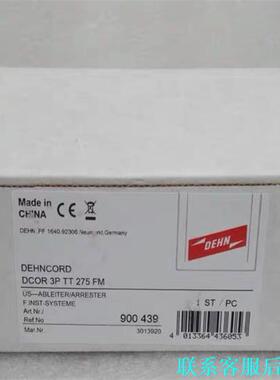 Made in
CHINA
CE
DEHN , PF 1640.92306 Neumarkt,Germany
DEHN
DEHNCORD
DCOR 3P TT 275 FM
US—ABLEITER/ARRESTER
F.INST-SYSTEME
1 ST / PC
Art.Nr./
Ref No
900 439
Mat.Nr.
3013920
4 013364 436053
联系客服后